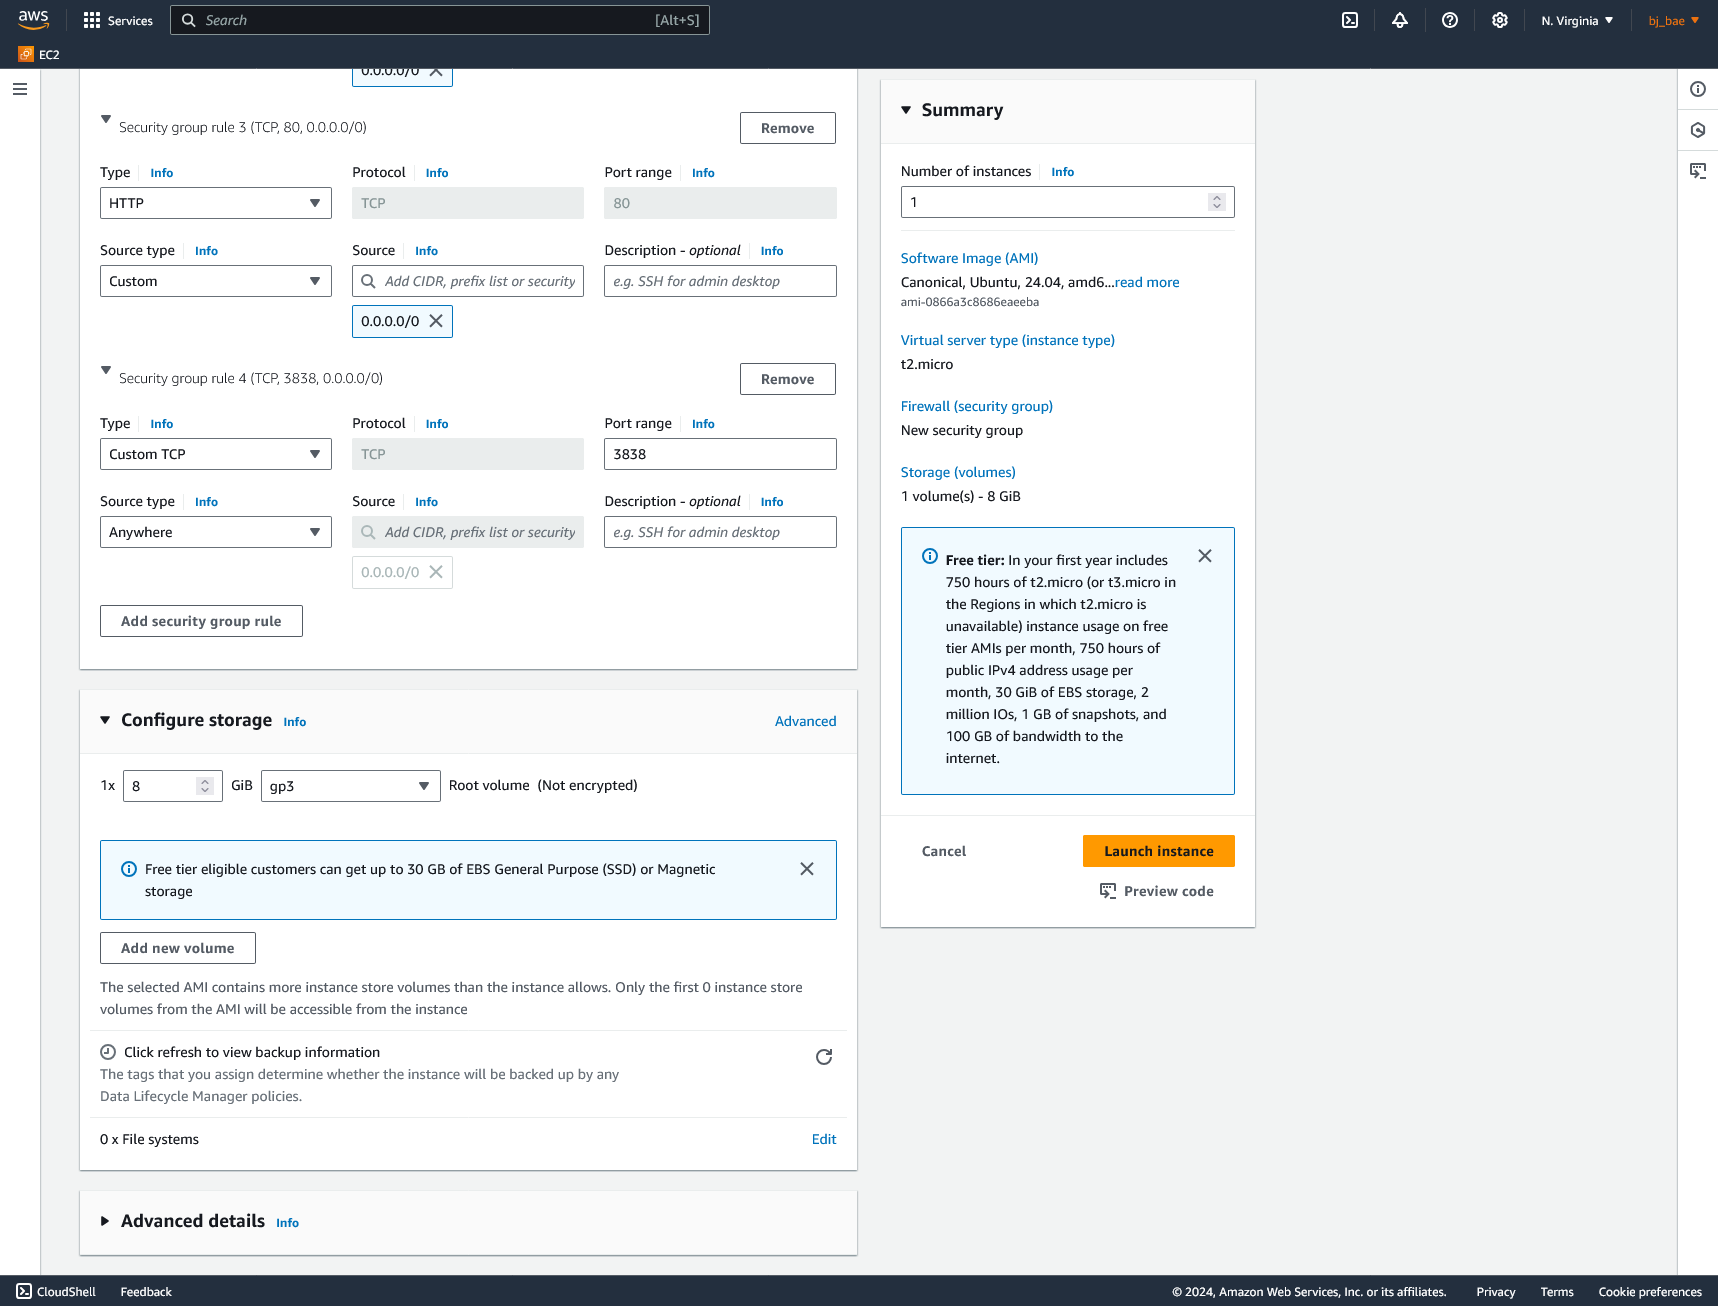 aws
Services
Search
[Alt+S]
N. Virginia
bj_bae
EC2
0.0.0.0/0
Security group rule 3 (TCP, 80, 0.0.0.0/0)
Remove
Type Info
Protocol Info
Port range Info
HTTP
TCP
80
Source type Info
Source Info
Description - optional Info
Custom
Add CIDR, prefix list or security
e.g. SSH for admin desktop
0.0.0.0/0
Security group rule 4 (TCP, 3838, 0.0.0.0/0)
Remove
Type Info
Protocol Info
Port range Info
Custom TCP
TCP
3838
Source type Info
Source Info
Description - optional Info
Anywhere
Add CIDR, prefix list or security
e.g. SSH for admin desktop
0.0.0.0/0
Add security group rule
Configure storage Info
Advanced
1x 8 GiB gp3 Root volume (Not encrypted)
Free tier eligible customers can get up to 30 GB of EBS General Purpose (SSD) or Magnetic
storage
Add new volume
The selected AMI contains more instance store volumes than the instance allows. Only the first 0 instance store
volumes from the AMI will be accessible from the instance
Click refresh to view backup information
The tags that you assign determine whether the instance will be backed up by any
Data Lifecycle Manager policies.
0 x File systems
Edit
Advanced details Info
Summary
Number of instances Info
1
Software Image (AMI)
Canonical, Ubuntu, 24.04, amd6...read more
ami-0866a3c8686eaeeba
Virtual server type (instance type)
t2.micro
Firewall (security group)
New security group
Storage (volumes)
1 volume(s) - 8 GiB
Free tier: In your first year includes
750 hours of t2.micro (or t3.micro in
the Regions in which t2.micro is
unavailable) instance usage on free
tier AMIs per month, 750 hours of
public IPv4 address usage per
month, 30 GiB of EBS storage, 2
million IOs, 1 GB of snapshots, and
100 GB of bandwidth to the
internet.
Cancel
Launch instance
Preview code
CloudShell
Feedback
© 2024, Amazon Web Services, Inc. or its affiliates.
Privacy
Terms
Cookie preferences